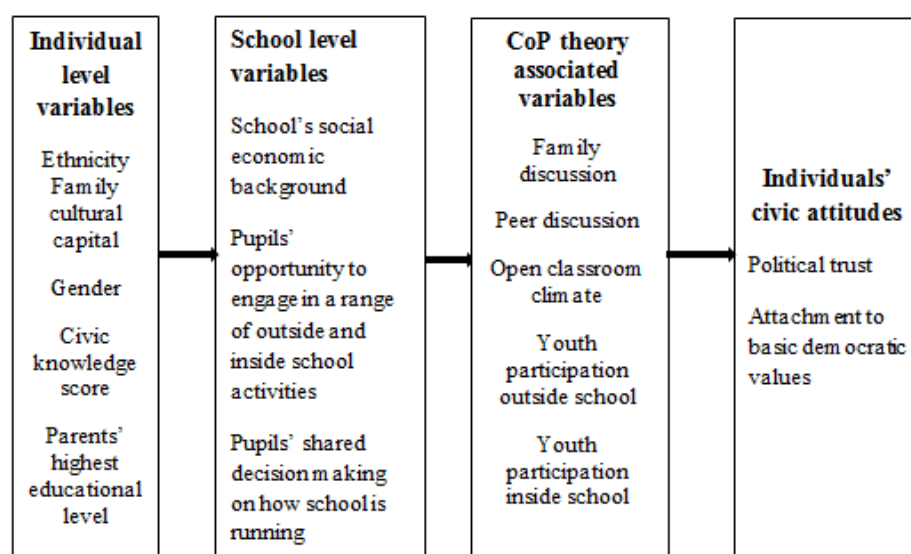 Individual
level
variables
Ethnicity
Family
cultural
capital
Gender
Civic
knowledge
score
Parents'
highest
educational
level
School level
variables
School's social
economic
background
Pupils'
opportunity to
engage in a range
of outside and
inside school
activities
Pupils' shared
decision making
on how school is
running
CoP theory
associated
variables
Family
discussion
Peer discussion
Open classroom
climate
Youth
participation
outside school
Youth
participation
inside school
Individuals'
civic attitudes
Political trust
Attachment to
basic democratic
values